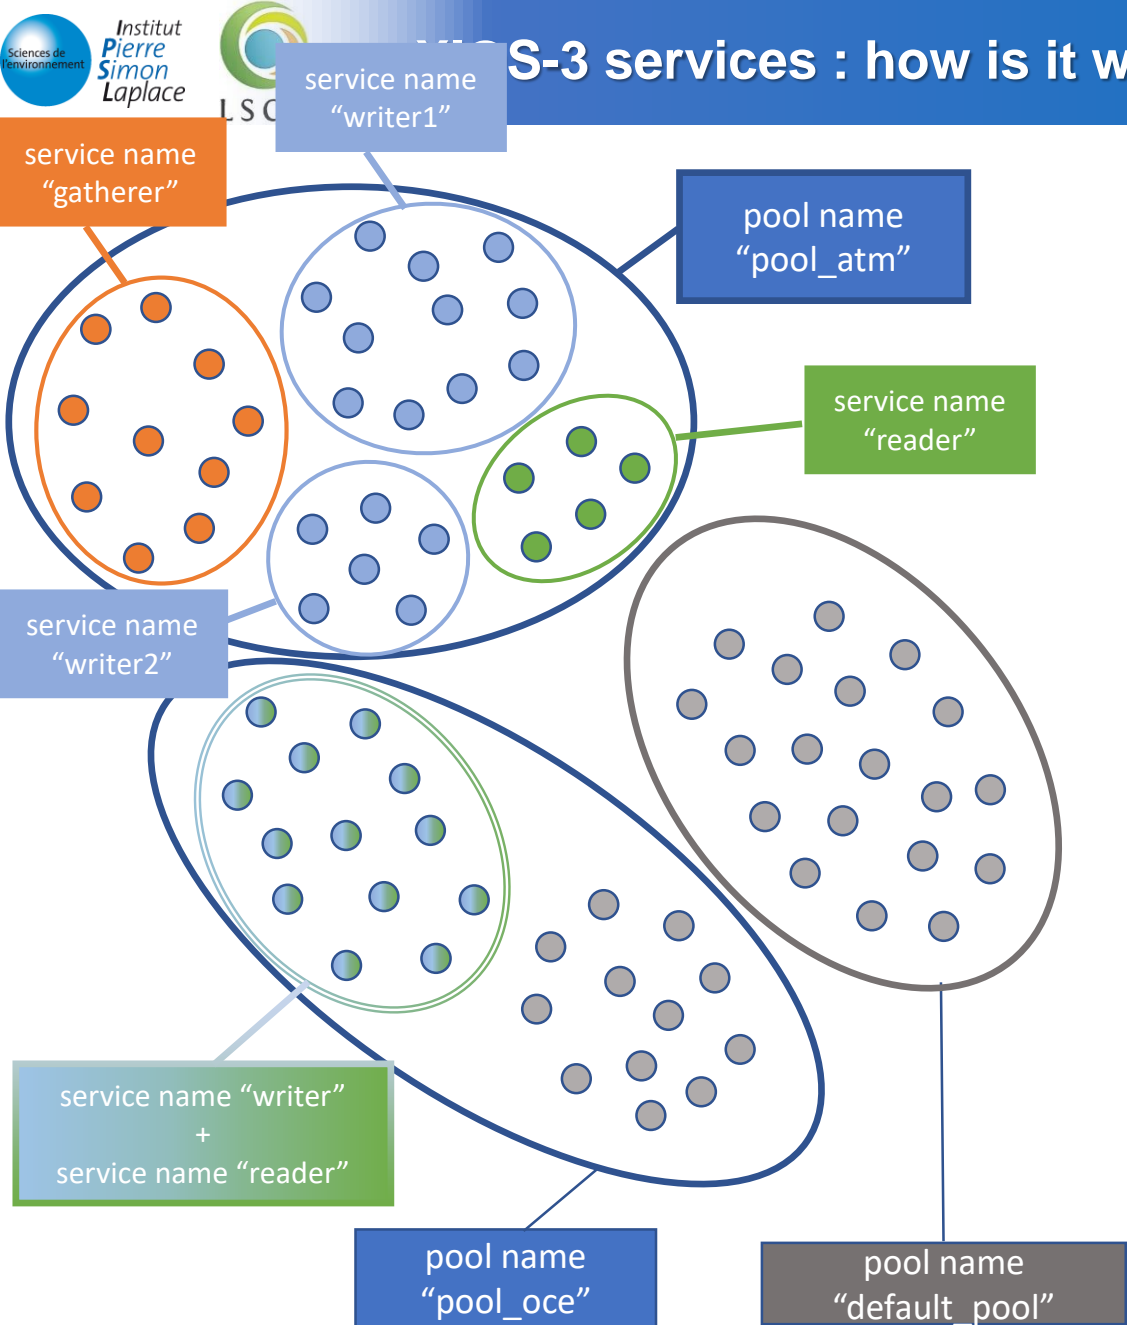 Sciences de
l'environnement
Institut
Pierre
Simon
Laplace
L S C
S-3 services : how is it w
service name
“writer1”
service name
“gatherer”
pool name
“pool_atm”
service name
“reader”
service name
“writer2”
service name “writer”
+
service name “reader”
pool name
“pool_oce”
pool name
“default_pool”